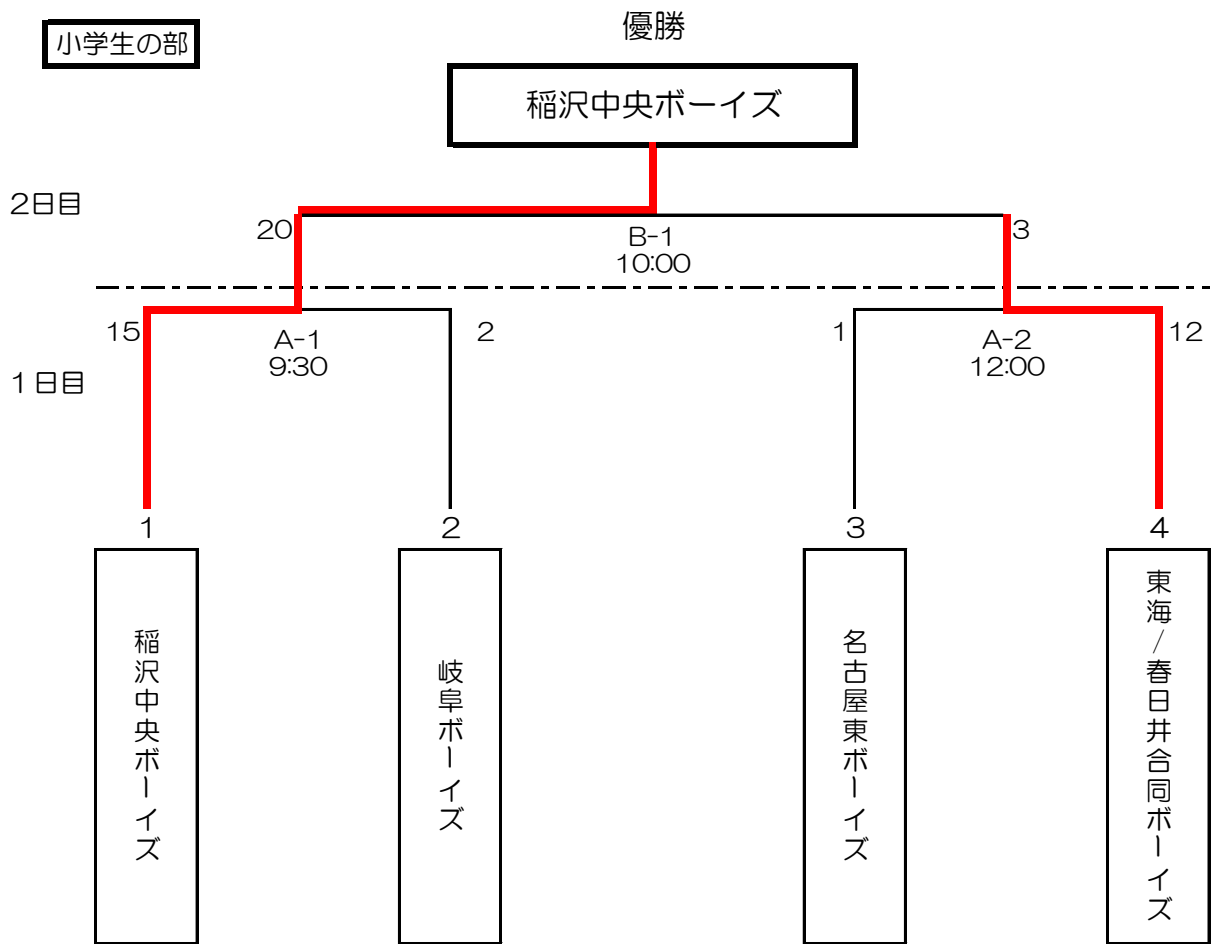 優勝
小学生の部
稲沢中央ボーイズ
2日目
20
3
B-1
10:00
15
2
1
12
A-1
A-2
9:30
12:00
1日目
1
2
3
4
稲沢中央ボーイズ
岐阜ボーイズ
名古屋東ボーイズ
東海/春日井合同ボーイズ